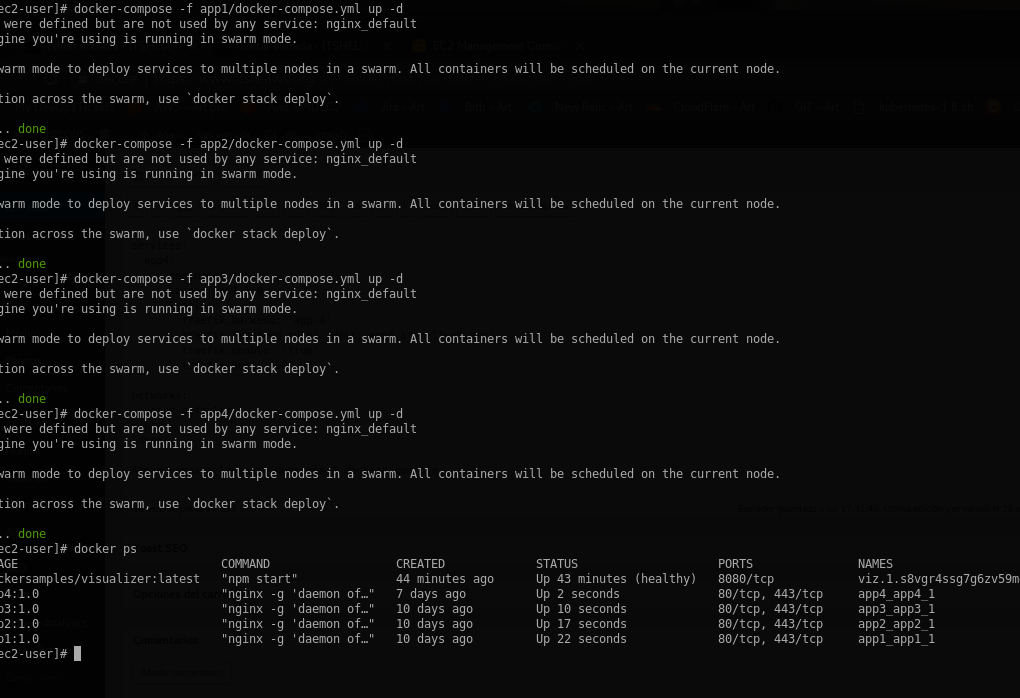 ec2-user]# docker-compose -f app1/docker-compose.yml up -d
were defined but are not used by any service: nginx_default
gine you're using is running in swarm mode.
warm mode to deploy services to multiple nodes in a swarm. All containers will be scheduled on the current node.
tion across the swarm, use `docker stack deploy`.
.. done
ec2-user]# docker-compose -f app2/docker-compose.yml up -d
were defined but are not used by any service: nginx_default
gine you're using is running in swarm mode.
warm mode to deploy services to multiple nodes in a swarm. All containers will be scheduled on the current node.
tion across the swarm, use `docker stack deploy`.
.. done
ec2-user]# docker-compose -f app3/docker-compose.yml up -d
were defined but are not used by any service: nginx_default
gine you're using is running in swarm mode.
warm mode to deploy services to multiple nodes in a swarm. All containers will be scheduled on the current node.
tion across the swarm, use `docker stack deploy`.
.. done
ec2-user]# docker-compose -f app4/docker-compose.yml up -d
were defined but are not used by any service: nginx_default
gine you're using is running in swarm mode.
warm mode to deploy services to multiple nodes in a swarm. All containers will be scheduled on the current node.
tion across the swarm, use `docker stack deploy`.
.. done
ec2-user]# docker ps
AGE COMMAND CREATED STATUS PORTS NAMES
ckersamples/visualizer:latest "npm start" 44 minutes ago Up 43 minutes (healthy) 8080/tcp viz.1.s8vgr4ssg7g6zv59m
p4:1.0 "nginx -g 'daemon of…" 7 days ago Up 2 seconds 80/tcp, 443/tcp app4_app4_1
p3:1.0 "nginx -g 'daemon of…" 10 days ago Up 10 seconds 80/tcp, 443/tcp app3_app3_1
p2:1.0 "nginx -g 'daemon of…" 10 days ago Up 17 seconds 80/tcp, 443/tcp app2_app2_1
p1:1.0 "nginx -g 'daemon of…" 10 days ago Up 22 seconds 80/tcp, 443/tcp app1_app1_1
ec2-user]#